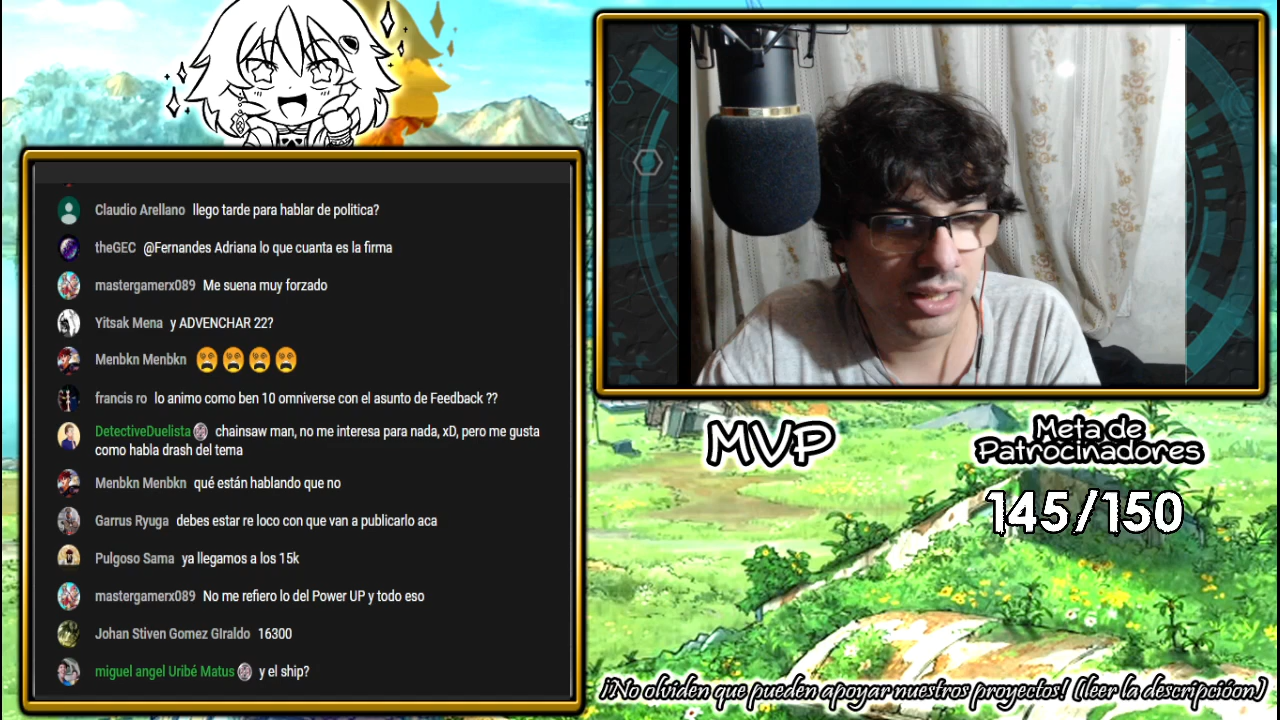 Claudio Arellano llego tarde para hablar de politica?
theGEC @Fernandes Adriana lo que cuanta es la firma
mastergamerx089 Me suena muy forzado
Yitsak Mena y ADVENCHAR 22?
Menbkn Menbkn
francis ro lo animo como ben 10 omniverse con el asunto de Feedback ??
DetectiveDuelista chainsaw man, no me interesa para nada, xD, pero me gusta
como habla drash del tema
Menbkn Menbkn qué están hablando que no
Garrus Ryuga debes estar re loco con que van a publicarlo aca
Pulgoso Sama ya llegamos a los 15k
mastergamerx089 No me refiero lo del Power UP y todo eso
Johan Stiven Gomez GIraldo 16300
miguel angel Uribé Matus y el ship?
MVP
Meta de
Patrocinadores
145/150
¡No olviden que pueden apoyar nuestros proyectos! (leer la descripcióon)